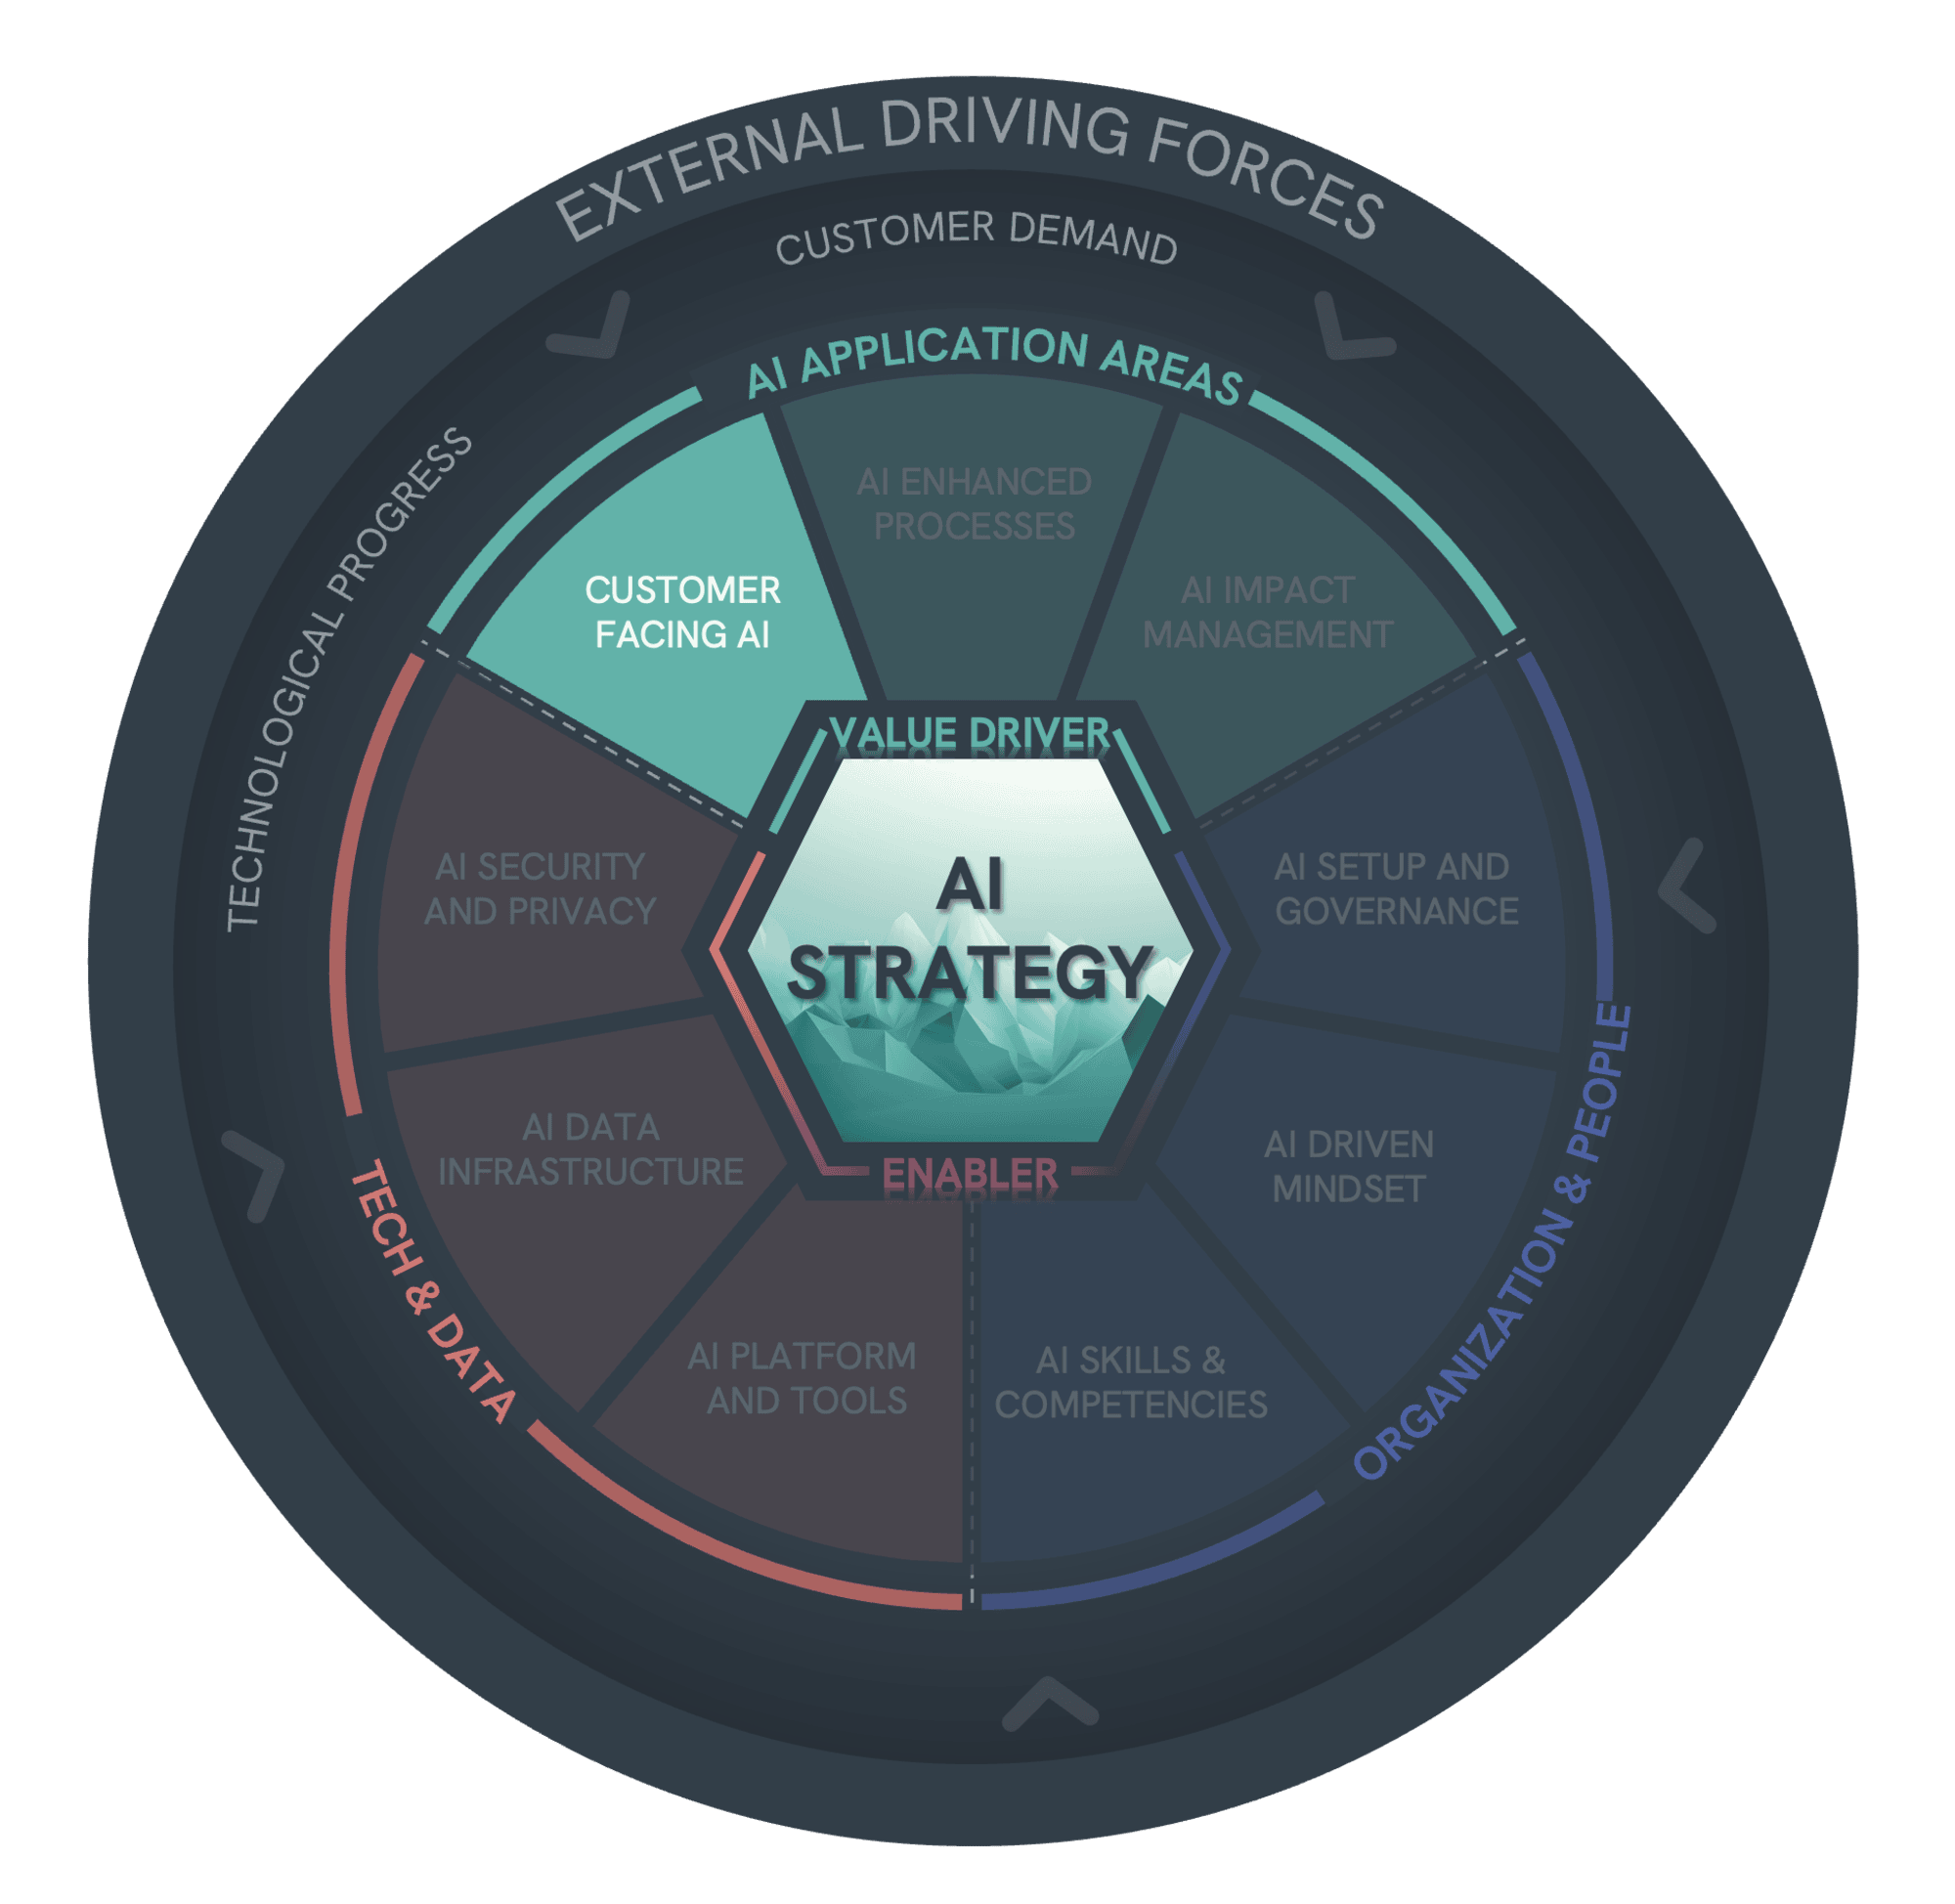 EXTERNAL DRIVING FORCES
CUSTOMER DEMAND
TECHNOLOGICAL PROGRESS
AI APPLICATION AREAS
AI ENHANCED
PROCESSES
CUSTOMER
FACING AI
AI IMPACT
MANAGEMENT
VALUE DRIVER
AI
STRATEGY
ENABLER
AI SECURITY
AND PRIVACY
AI SETUP AND
GOVERNANCE
AI DATA
INFRASTRUCTURE
AI DRIVEN
MINDSET
AI PLATFORM
AND TOOLS
AI SKILLS &
COMPETENCIES
TECH & DATA
ORGANIZATION & PEOPLE